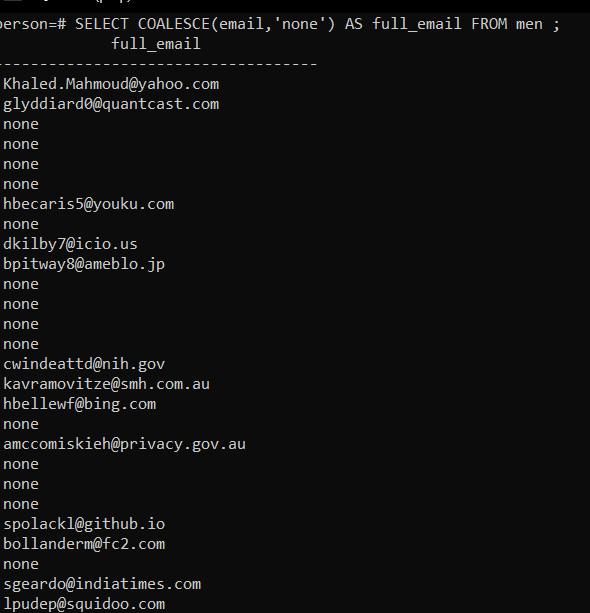 person=# SELECT COALESCE(email,'none') AS full_email FROM men ;
full_email
-----------------------------------
Khaled.Mahmoud@yahoo.com
glyddiard0@quantcast.com
none
none
none
none
hbecaris5@youku.com
none
dkilby7@icio.us
bpitway8@ameblo.jp
none
none
none
none
cwindeattd@nih.gov
kavramovitze@smh.com.au
hbellewf@bing.com
none
amccomiskieh@privacy.gov.au
none
none
none
spolackl@github.io
bollanderm@fc2.com
none
sgeardo@indiatimes.com
lpudep@squidoo.com